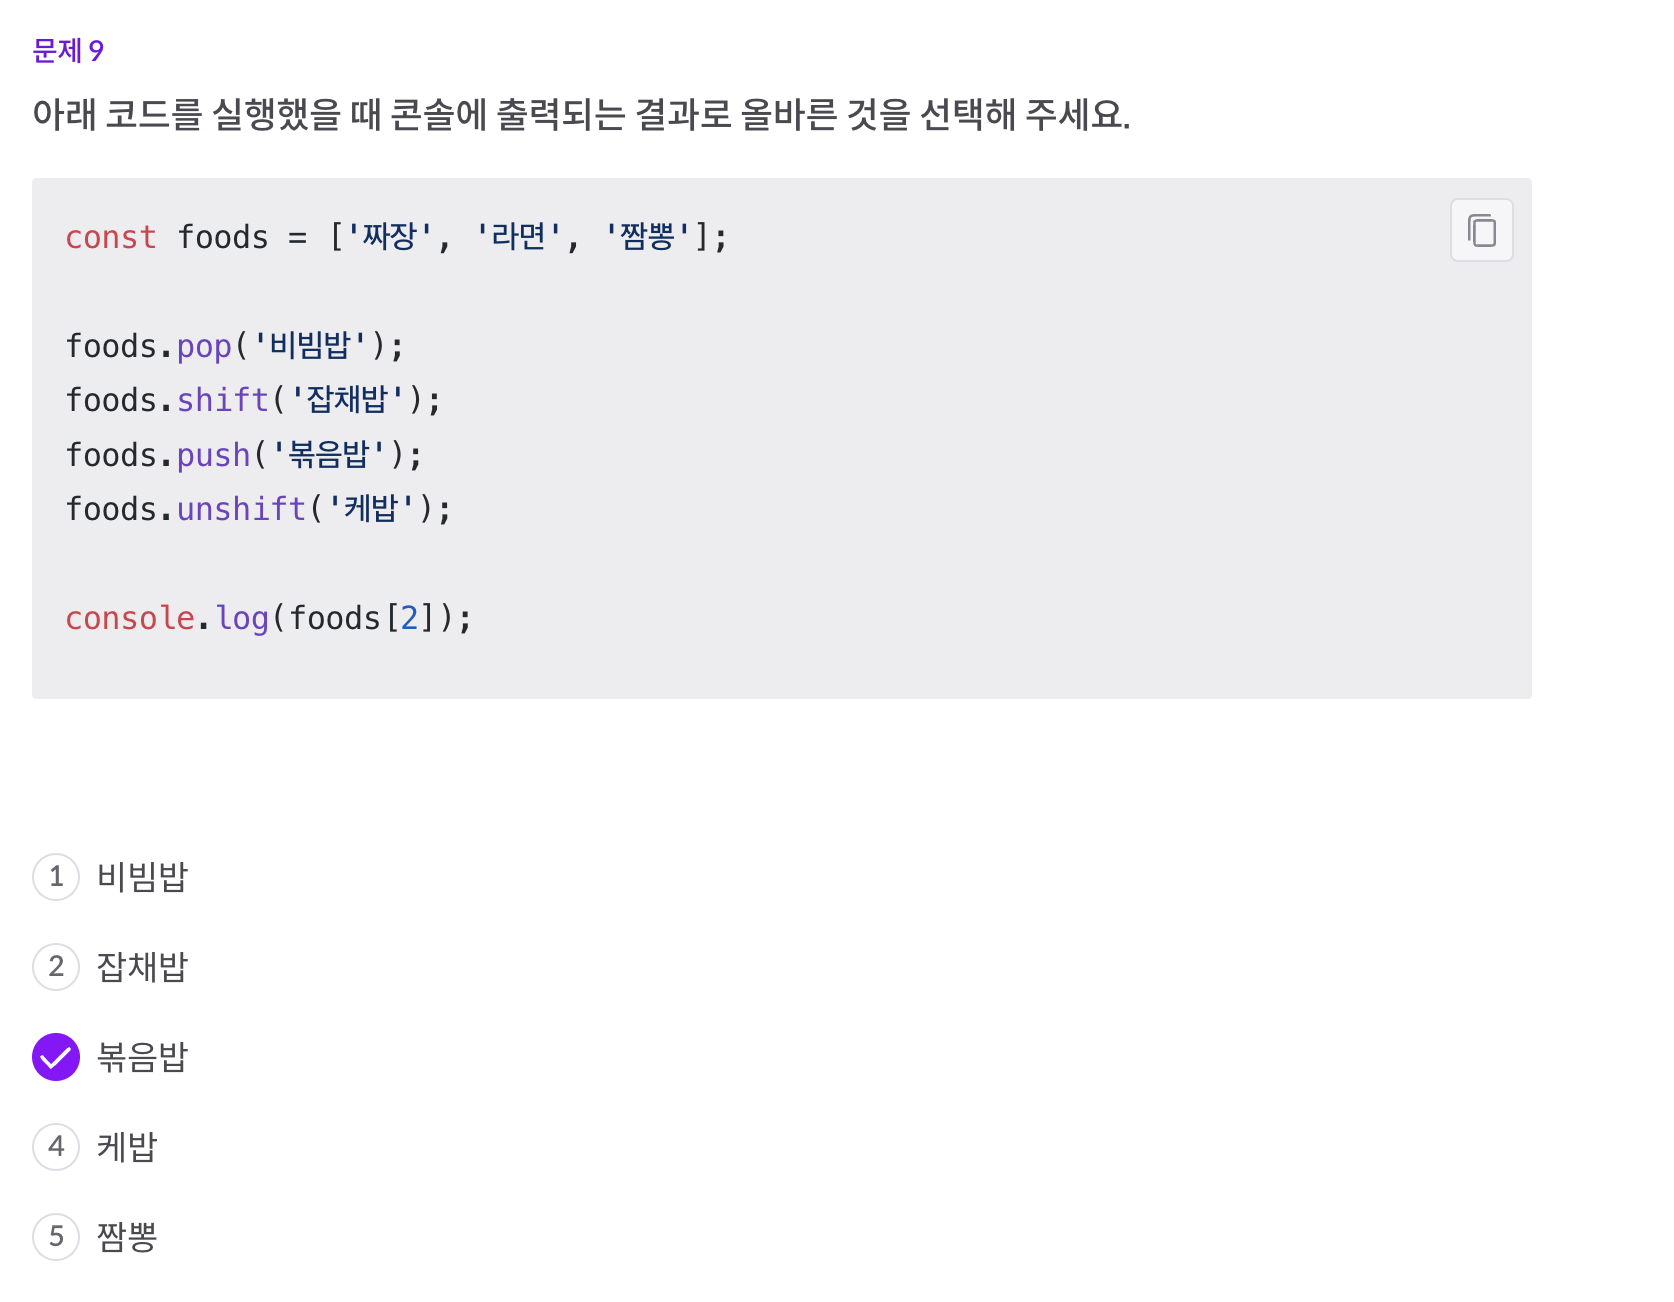 문제 9
아래 코드를 실행했을 때 콘솔에 출력되는 결과로 올바른 것을 선택해 주세요.
const foods = ['짜장', '라면', '짬뽕'];
foods.pop('비빔밥');
foods.shift('잡채밥');
foods.push('볶음밥');
foods.unshift('케밥');
console.log(foods[2]);
1 비빔밥
2 잡채밥
볶음밥
4 케밥
5 짬뽕